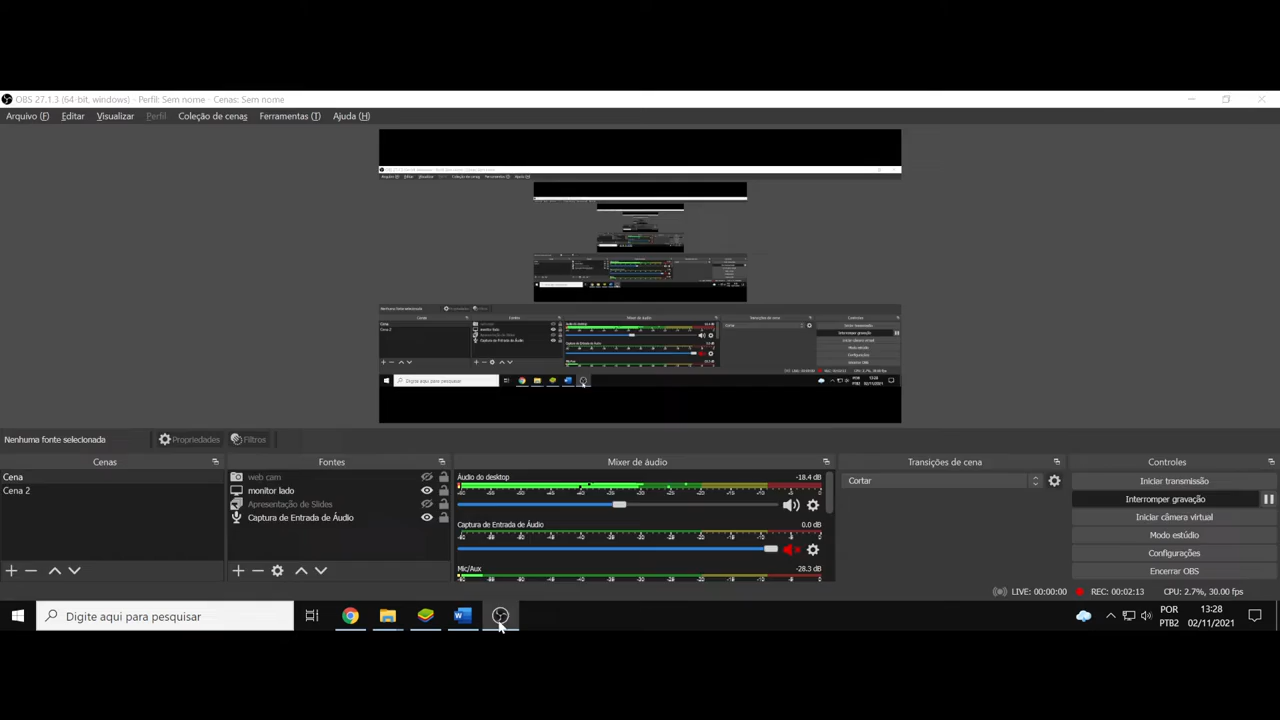 OBS 27.1.3 (64-bit, windows) - Perfil: Sem nome - Cenas: Sem nome
Arquivo (F) Editar Visualizar Perfil Coleção de cenas Ferramentas (T) Ajuda (H)
Nenhuma fonte selecionada Propriedades Filtros
Cenas Fontes Mixer de áudio Transições de cena Controles
Cena
Cena 2
web cam
monitor lado
Apresentação de Slides
Captura de Entrada de Áudio
Áudio do desktop -18.4 dB
Captura de Entrada de Áudio 0.0 dB
Mic/Aux -28.3 dB
Cortar
Iniciar transmissão
Interromper gravação
Iniciar câmera virtual
Modo estúdio
Configurações
Encerrar OBS
LIVE: 00:00:00 REC: 00:02:13 CPU: 2.7%, 30.00 fps
Digite aqui para pesquisar
POR
PTB2
13:28
02/11/2021